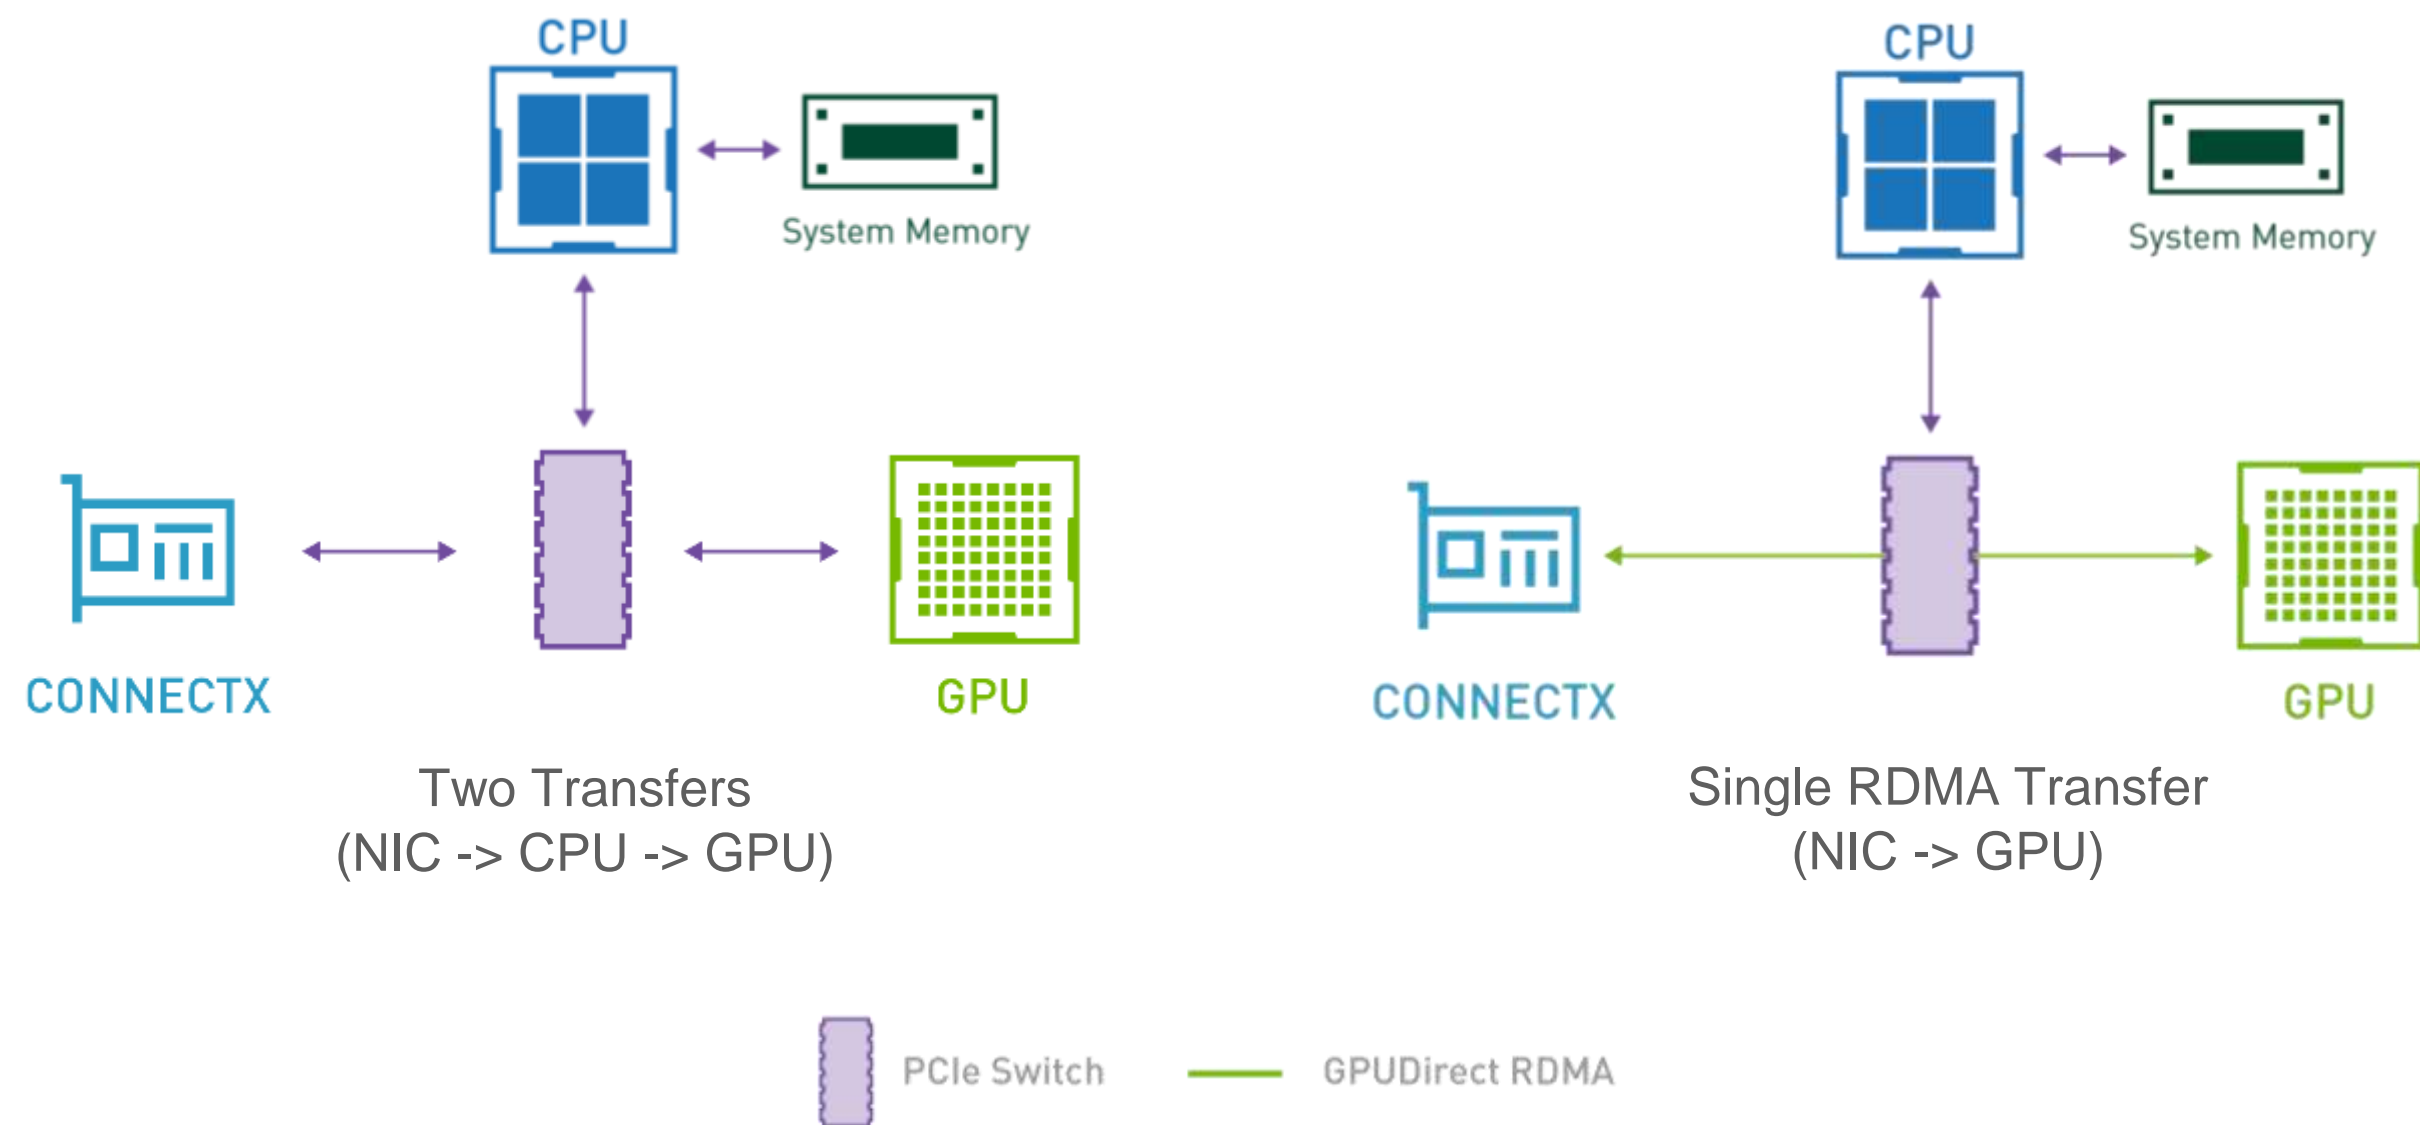 CPU
System Memory
CONNECTX
GPU
Two Transfers
(NIC -> CPU -> GPU)
CPU
System Memory
CONNECTX
GPU
Single RDMA Transfer
(NIC -> GPU)
PCIe Switch
GPUDirect RDMA